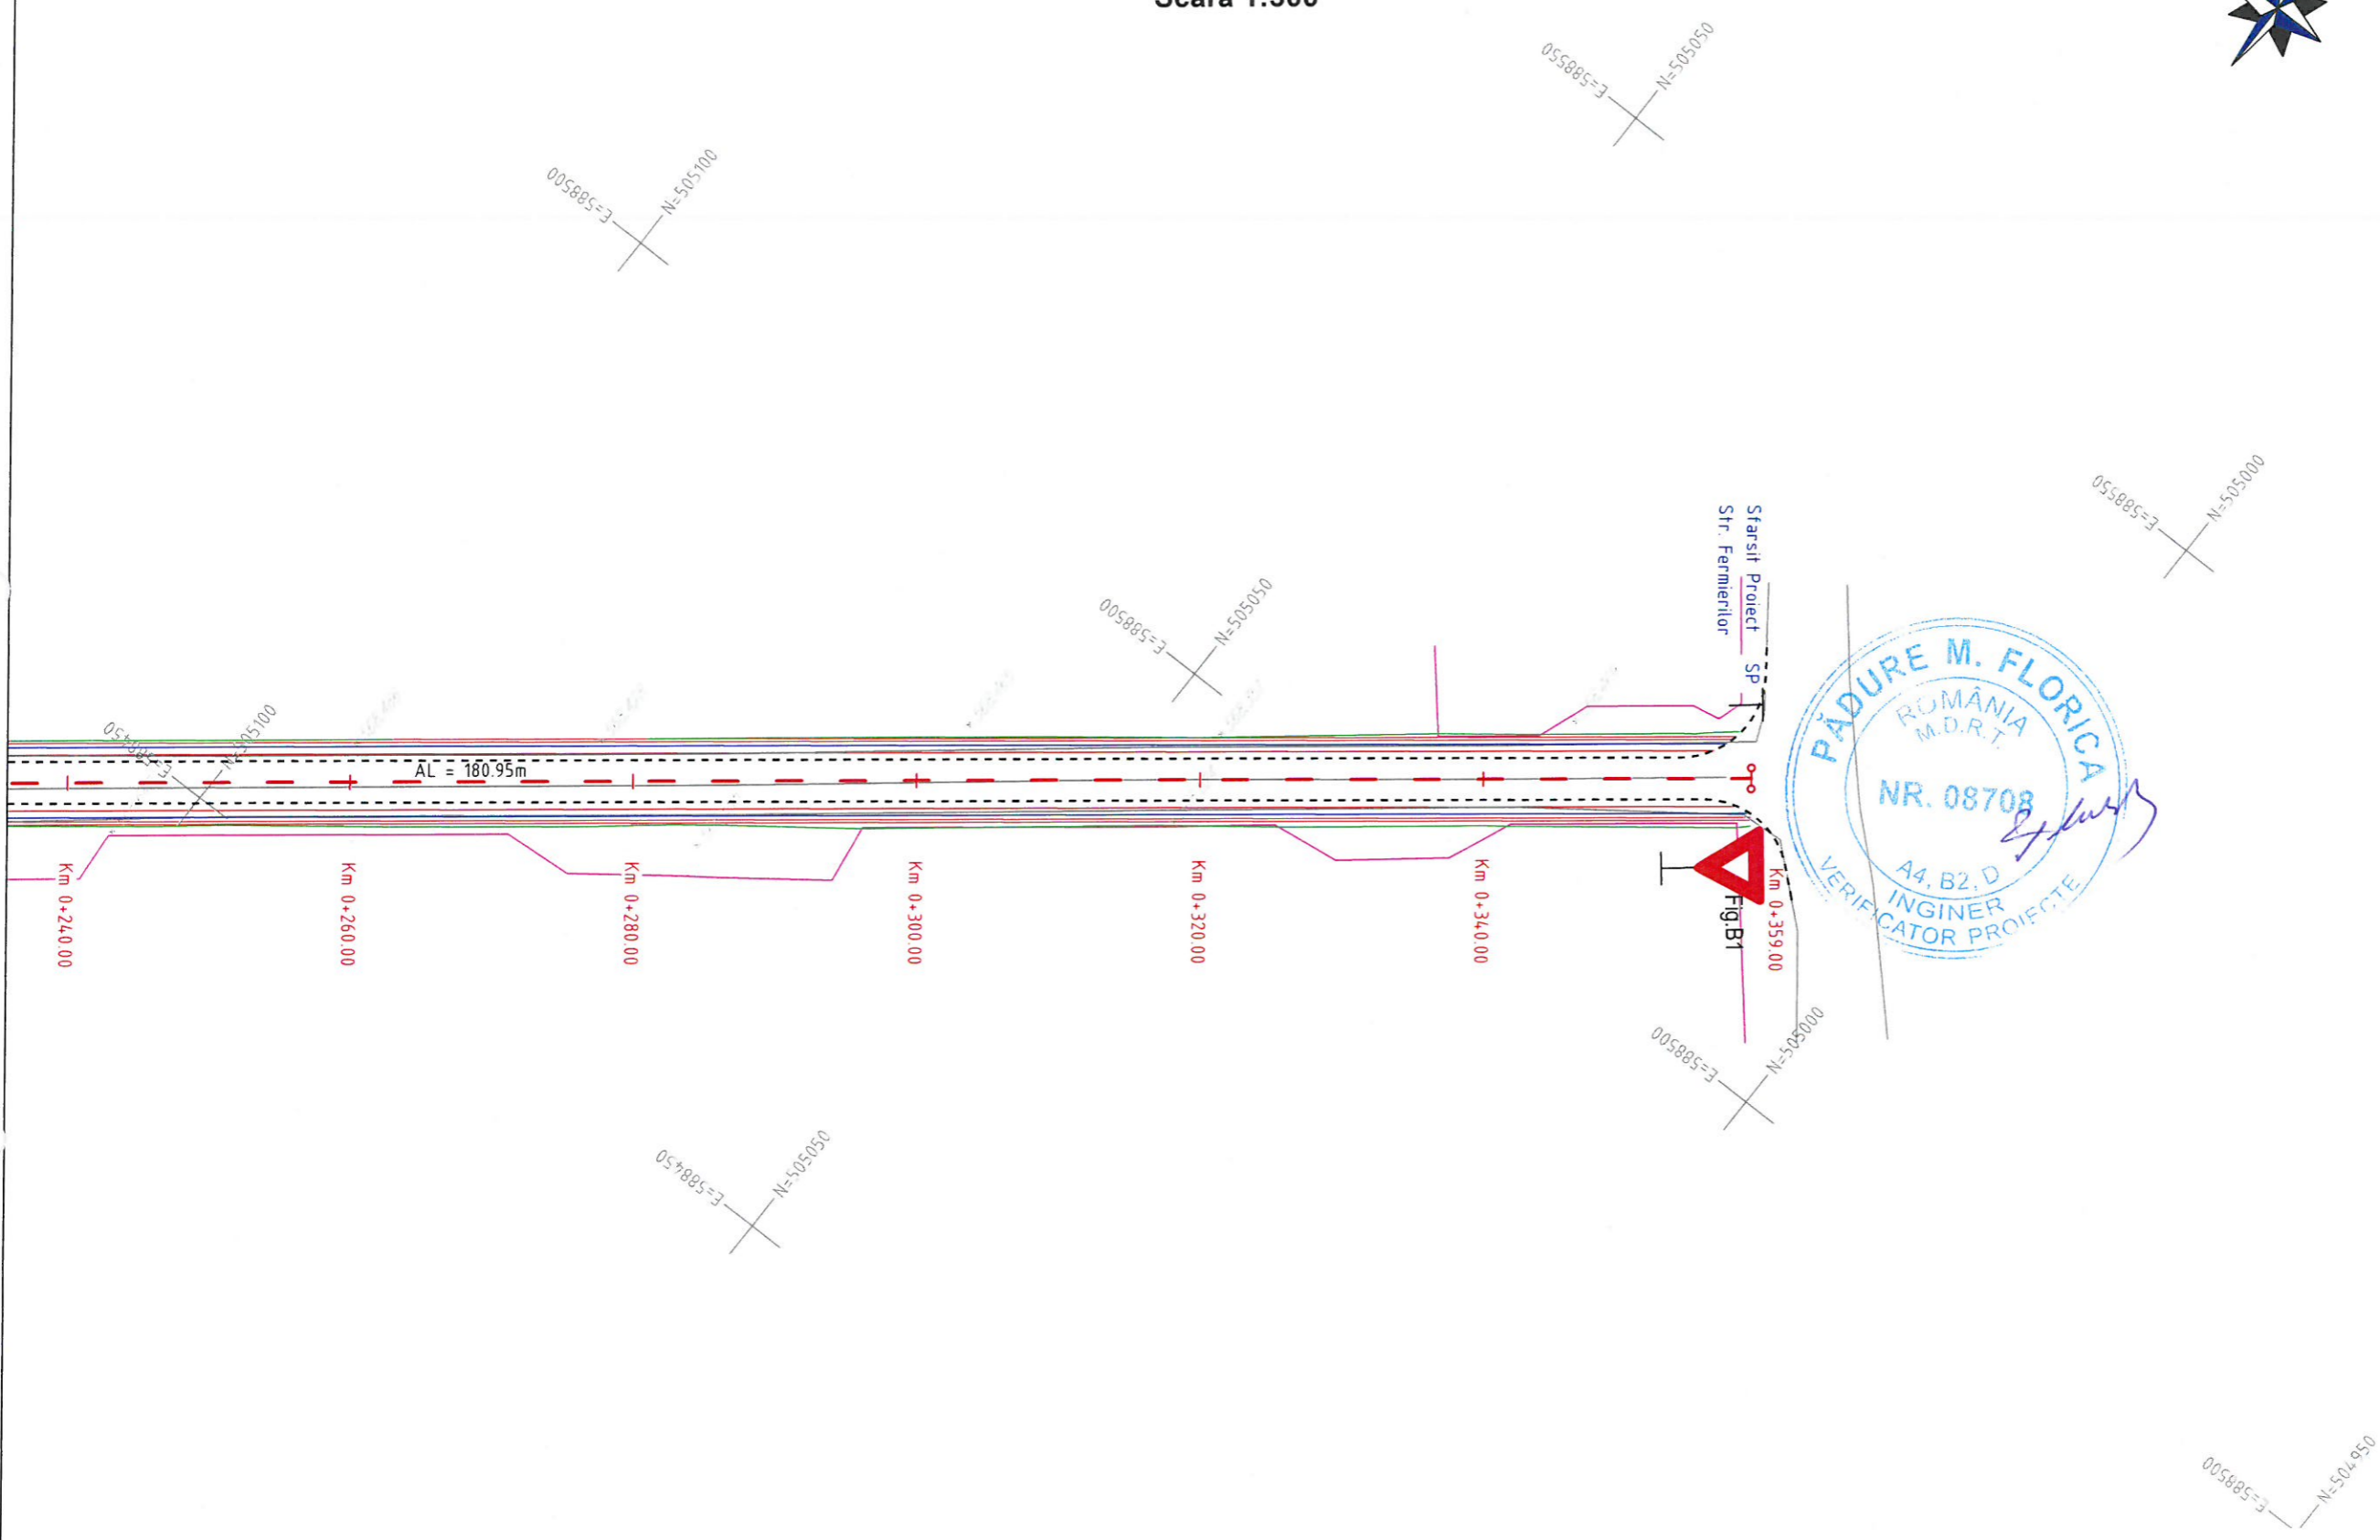 Scara 1:500
E=588550
N=505050
E=588500
N=505100
E=588550
N=505000
Sfarsit Proiect SP
Str. Fermierilor
E=588500
N=505050
PĂDURE M. FLORICA
ROMÂNIA
M.D.R.T.
NR. 08708
A4, B2, D
INGINER
VERIFICATOR PROIECTE
E=588450
N=505100
AL = 180.95m
Km 0+240.00
Km 0+260.00
Km 0+280.00
Km 0+300.00
Km 0+320.00
Km 0+340.00
Km 0+359.00
Fig.B1
E=588500
N=505000
E=588450
N=505050
E=588500
N=504950